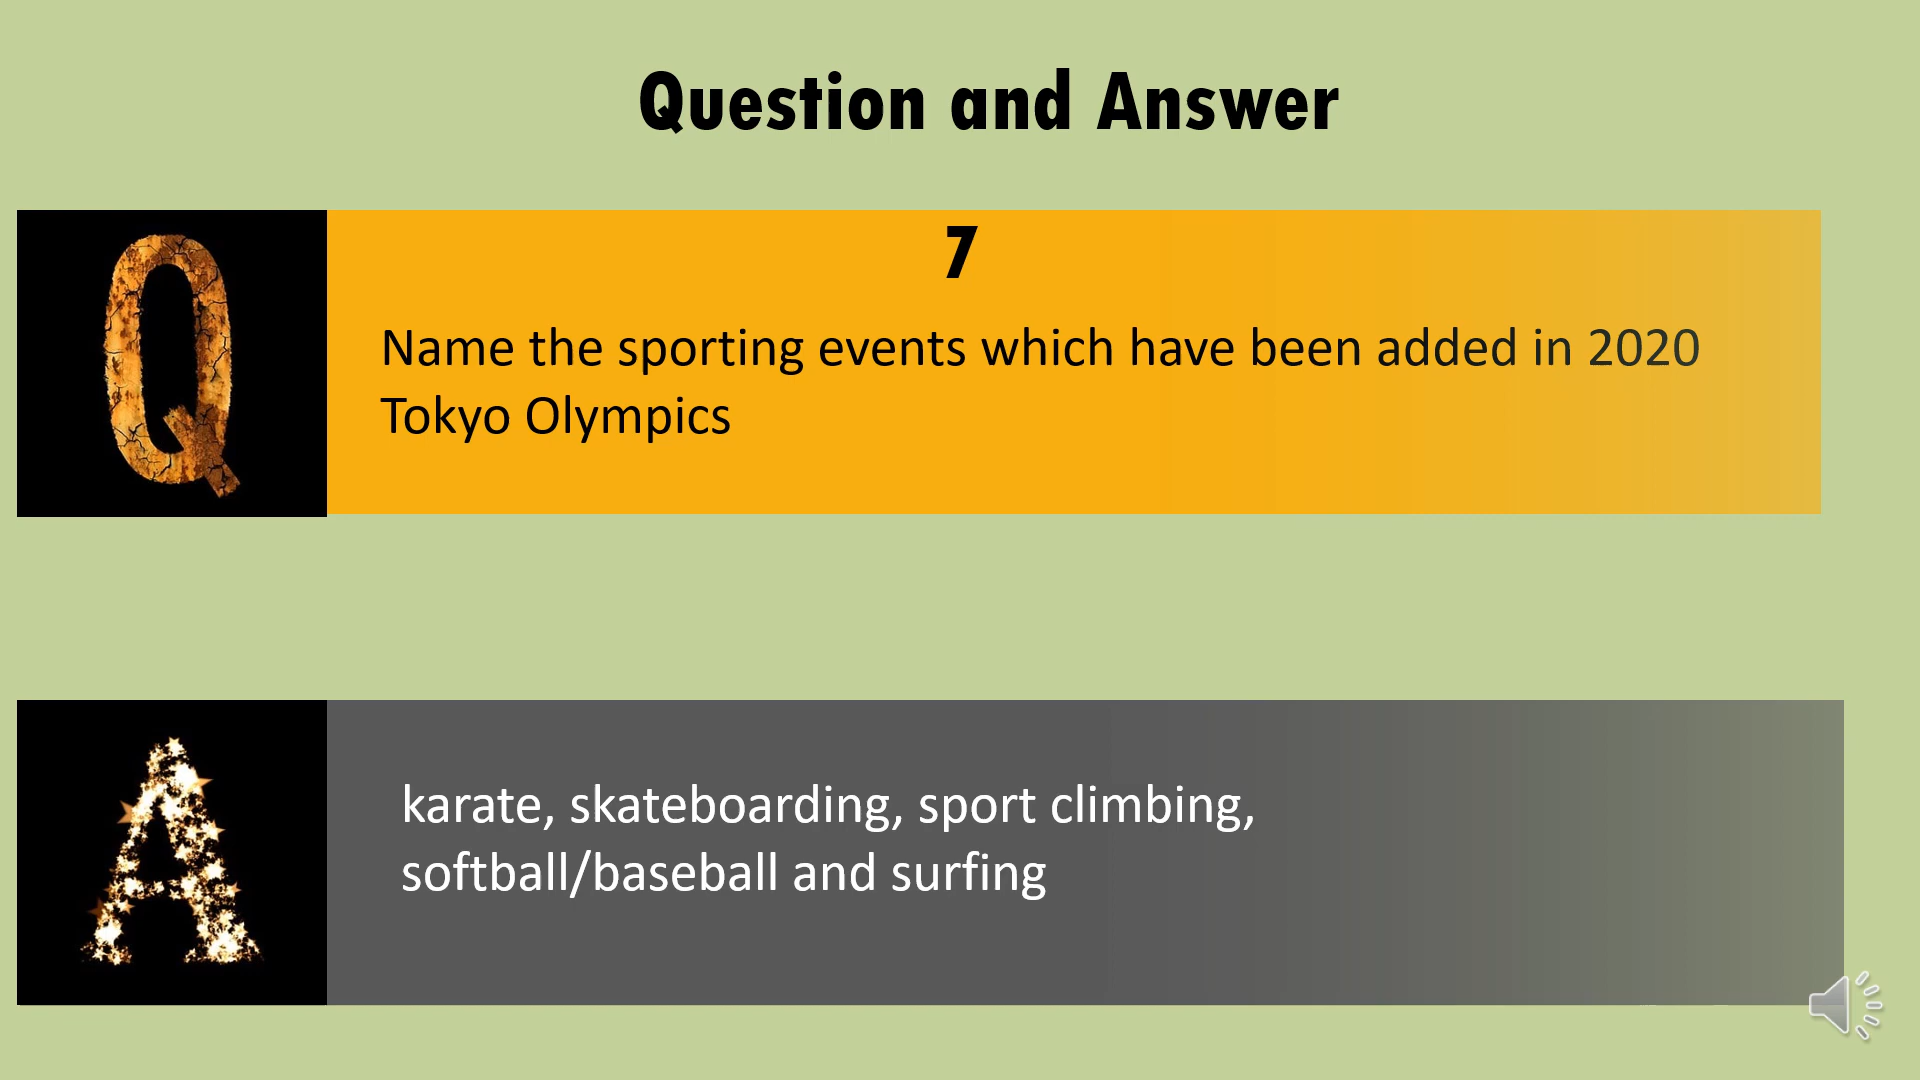 Question and Answer
Q
7
Name the sporting events which have been added in 2020
Tokyo Olympics
A
karate, skateboarding, sport climbing,
softball/baseball and surfing